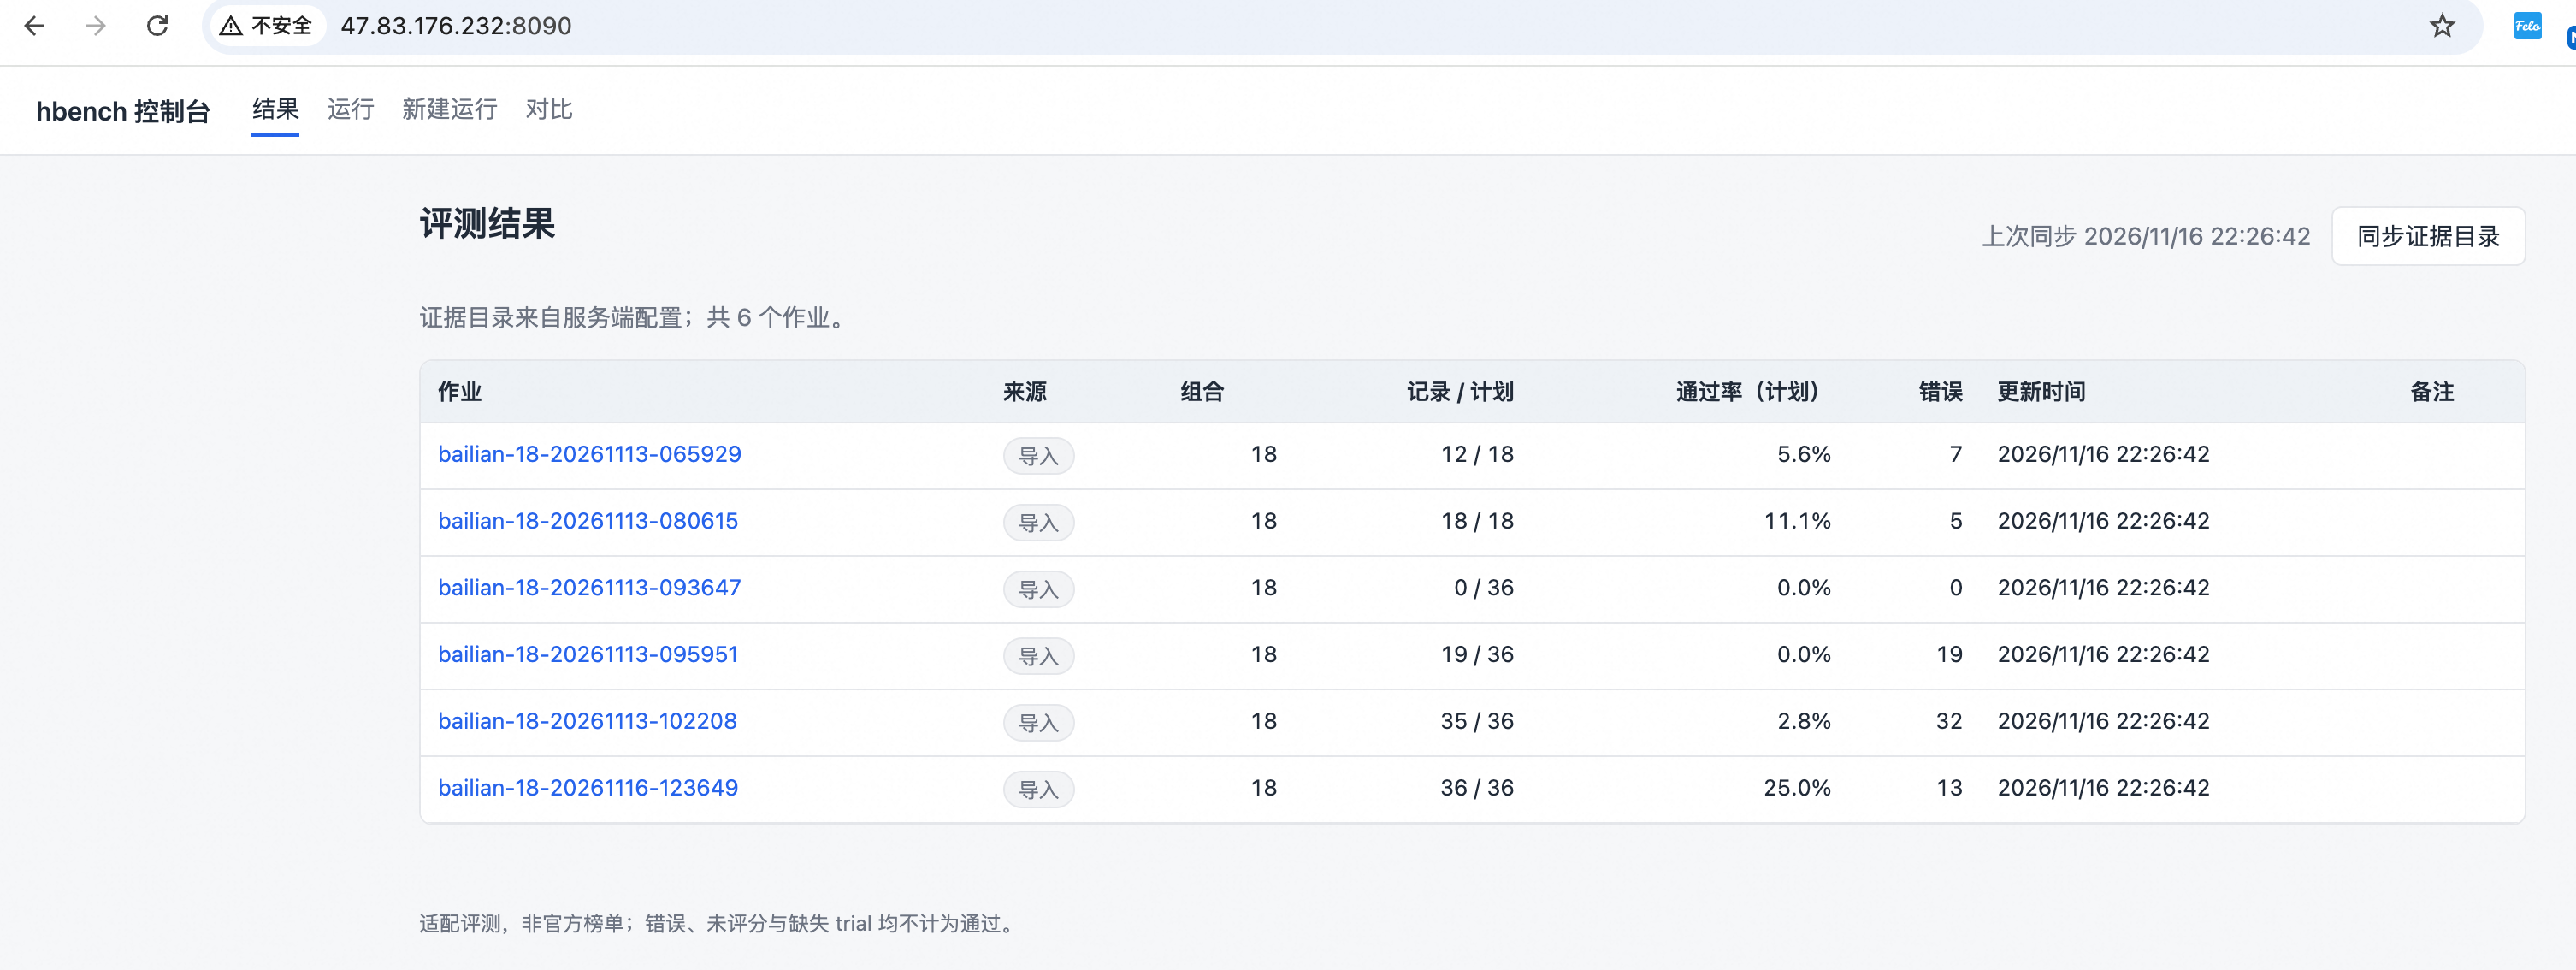 不安全 47.83.176.232:8090
Felo
hbench 控制台 结果 运行 新建运行 对比
评测结果
上次同步 2026/11/16 22:26:42 同步证据目录
证据目录来自服务端配置；共 6 个作业。
作业 来源 组合 记录 / 计划 通过率（计划） 错误 更新时间 备注
bailian-18-20261113-065929 导入 18 12 / 18 5.6% 7 2026/11/16 22:26:42
bailian-18-20261113-080615 导入 18 18 / 18 11.1% 5 2026/11/16 22:26:42
bailian-18-20261113-093647 导入 18 0 / 36 0.0% 0 2026/11/16 22:26:42
bailian-18-20261113-095951 导入 18 19 / 36 0.0% 19 2026/11/16 22:26:42
bailian-18-20261113-102208 导入 18 35 / 36 2.8% 32 2026/11/16 22:26:42
bailian-18-20261116-123649 导入 18 36 / 36 25.0% 13 2026/11/16 22:26:42
适配评测，非官方榜单；错误、未评分与缺失 trial 均不计为通过。